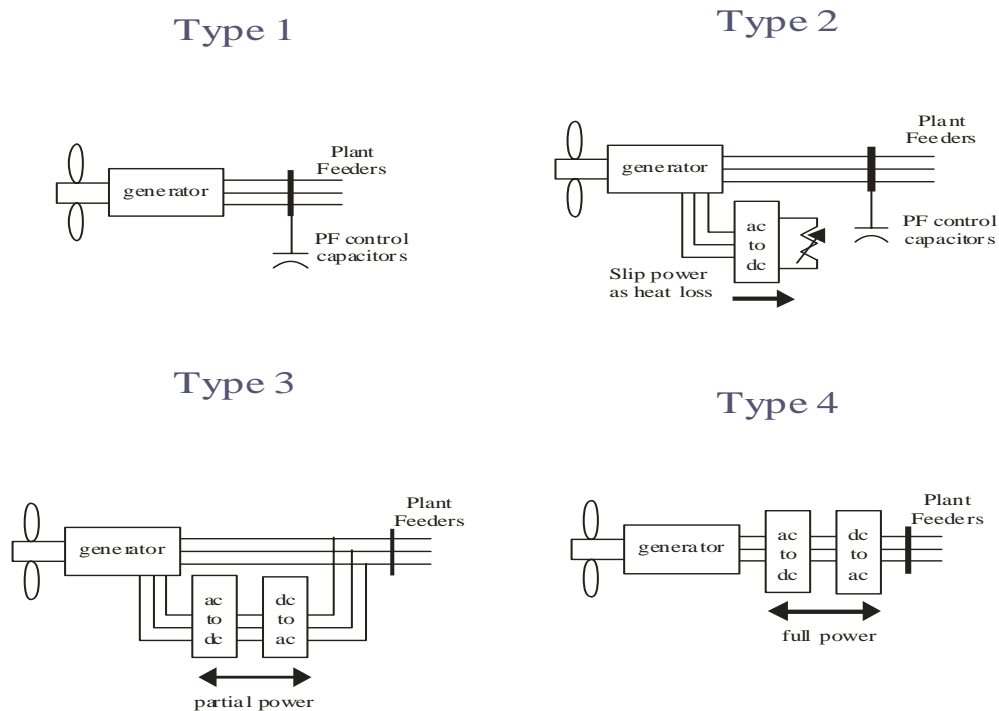 Type 1
generator
Plant
Feeders
PF control
capacitors
Type 2
generator
Plant
Feeders
ac
to
dc
PF control
capacitors
Slip power
as heat loss
Type 3
generator
Plant
Feeders
ac
to
dc
dc
to
ac
partial power
Type 4
generator
ac
to
dc
dc
to
ac
Plant
Feeders
full power